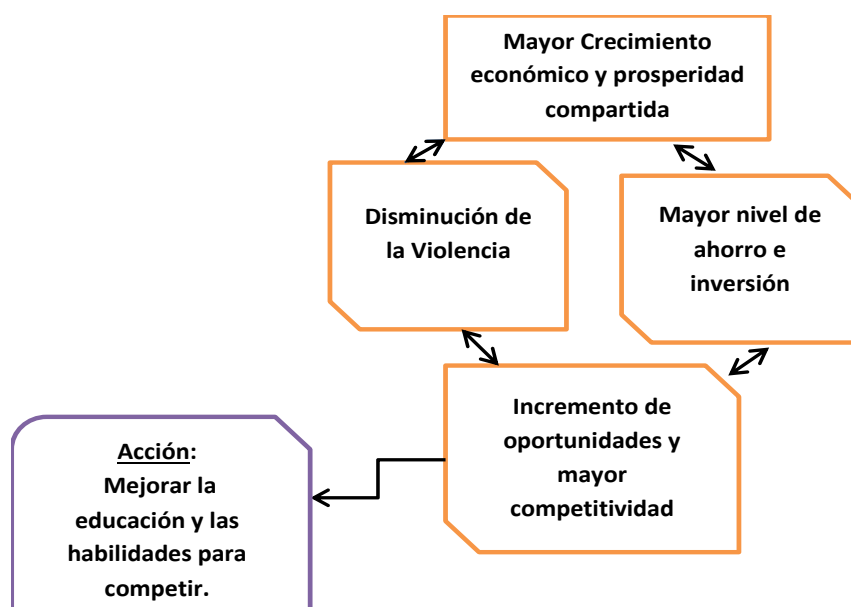 Mayor Crecimiento
económico y prosperidad
compartida
Disminución de
la Violencia
Mayor nivel de
ahorro e
inversión
Incremento de
oportunidades y
mayor
competitividad
Acción:
Mejorar la
educación y las
habilidades para
competir.